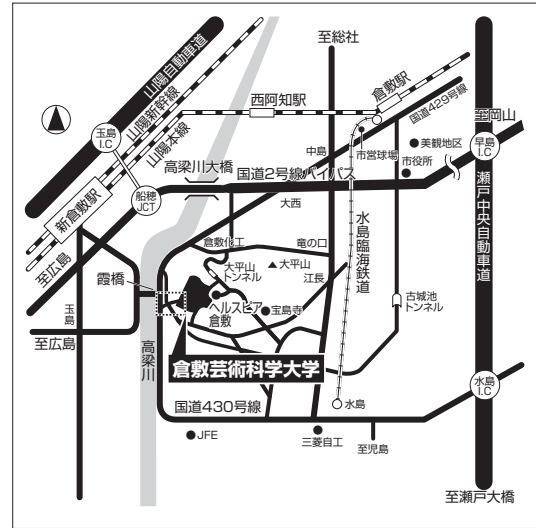 至総社
山陽自動車道
山陽新幹線
山陽本線
倉敷駅
西阿知駅
国道429号線
至岡山
玉島
I.C
美観地区
早島
I.C
中島
市営球場
市役所
高梁川大橋
国道2号線バイパス
新倉敷駅
船穂
JCT
大西
水島臨海鉄道
瀬戸中央自動車道
倉敷化工
竜の口
至広島
大平山
トンネル
大平山
江長
霞橋
古城池
トンネル
玉島
ヘルスピア
倉敷
宝島寺
至広島
高梁川
倉敷芸術科学大学
水島
I.C
国道430号線
水島
JFE
三菱自工
至児島
至瀬戸大橋